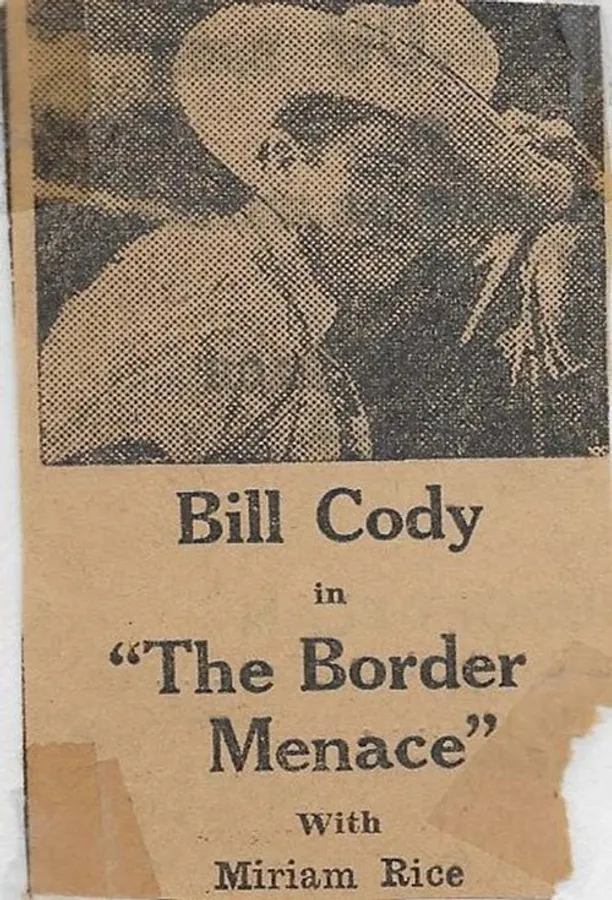 Bill Cody
in
“The Border
Menace”
With
Miriam Rice